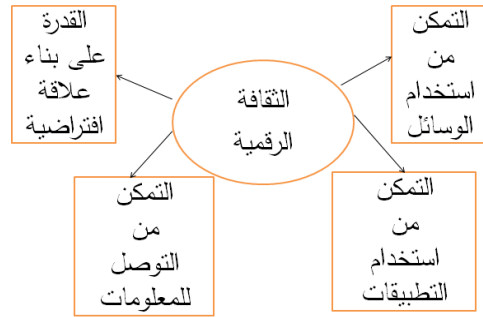 التمكن
من
استخدام
الوسائل
القدرة
على بناء
علاقة
افتراضية
الثقافة
الرقمية
التمكن
من
استخدام
التطبيقات
التمكن
من
التوصل
للمعلومات